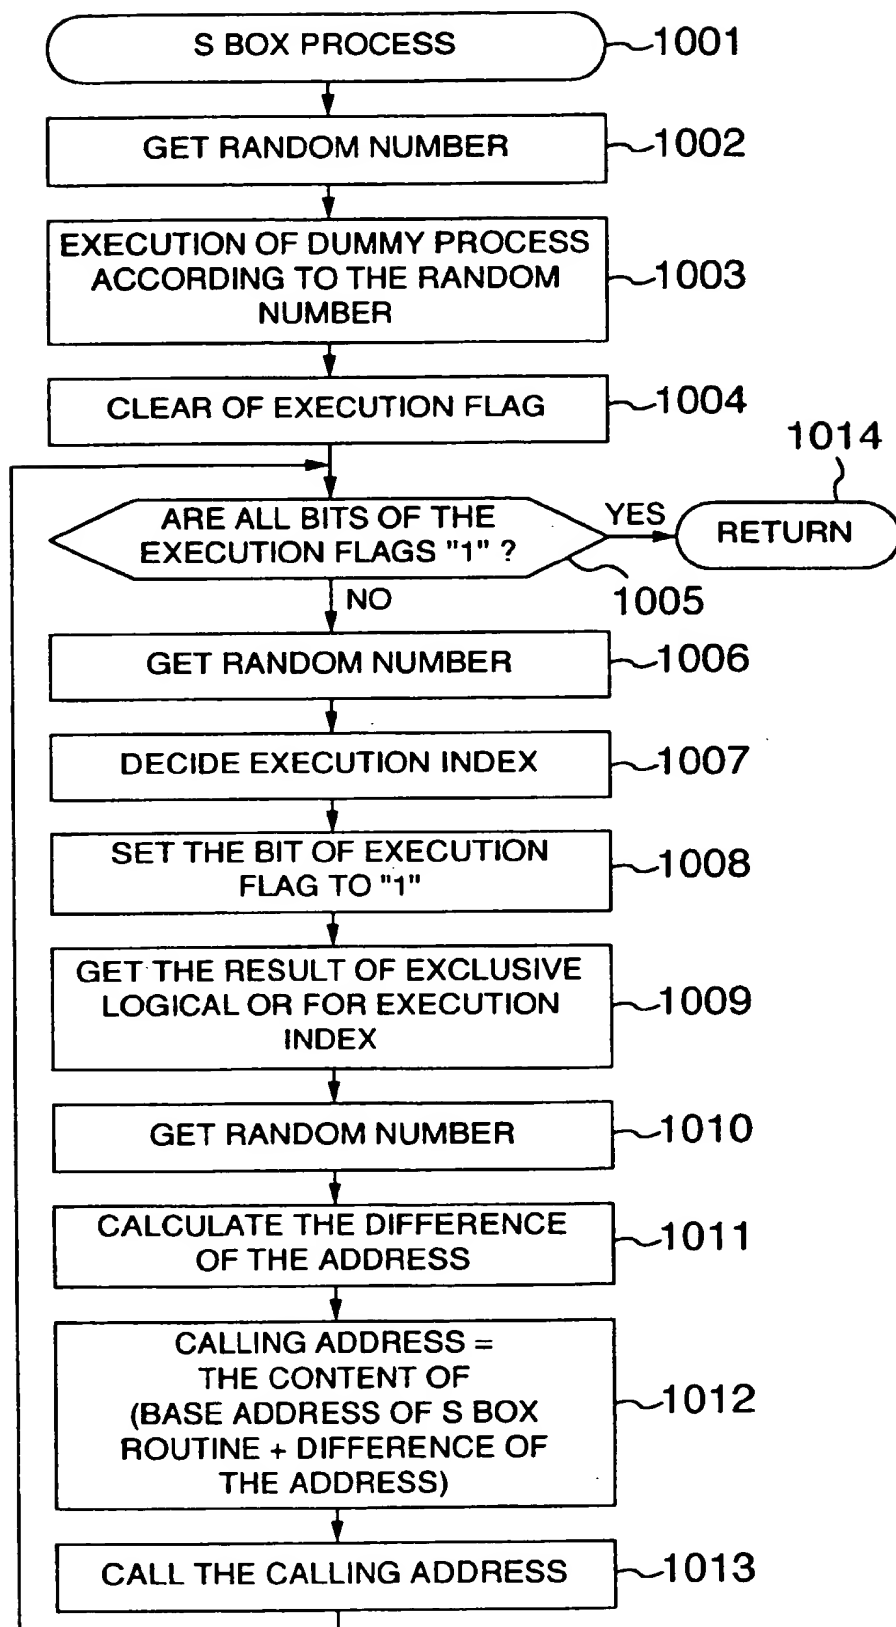 S BOX PROCESS
1001
GET RANDOM NUMBER
1002
EXECUTION OF DUMMY PROCESS
ACCORDING TO THE RANDOM
NUMBER
1003
CLEAR OF EXECUTION FLAG
1004
1014
ARE ALL BITS OF THE
EXECUTION FLAGS "1" ?
YES
RETURN
1005
NO
GET RANDOM NUMBER
1006
DECIDE EXECUTION INDEX
1007
SET THE BIT OF EXECUTION
FLAG TO "1"
1008
GET THE RESULT OF EXCLUSIVE
LOGICAL OR FOR EXECUTION
INDEX
1009
GET RANDOM NUMBER
1010
CALCULATE THE DIFFERENCE
OF THE ADDRESS
1011
CALLING ADDRESS =
THE CONTENT OF
(BASE ADDRESS OF S BOX
ROUTINE + DIFFERENCE OF
THE ADDRESS)
1012
CALL THE CALLING ADDRESS
1013